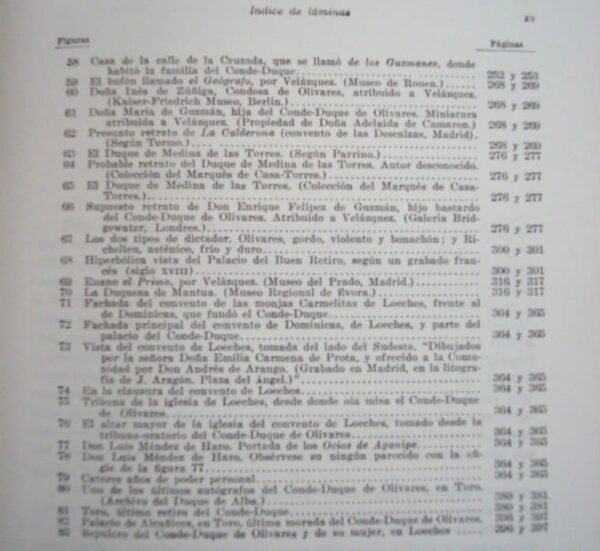 Indice de láminas
XV
Figuras
Páginas
58 Casa de la calle de la Cruzada, que se llamó de los Guzmanes, donde
habitó la familia del Conde-Duque 252 y 253
59 El bufón llamado el Geógrafo, por Velázquez. (Museo de Rouen.) 268 y 269
60 Doña Inés de Zúñiga, Condesa de Olivares, atribuído a Velázquez.
(Kaiser-Friedrich Museo, Berlin.) 268 y 269
61 Doña María de Guzmán, hija del Conde-Duque de Olivares. Miniatura
atribuída a Velázquez. (Propiedad de Doña Adelaida de Camaron.) 268 y 269
62 Presunto retrato de La Calderona (convento de las Descalzas, Madrid).
(Según Tormo.) 268 y 269
63 El Duque de Medina de las Torres. (Según Parrino.) 276 y 277
64 Probable retrato del Duque de Medina de las Torres. Autor desconocido.
(Colección del Marqués de Casa-Torres.) 276 y 277
65 El Duque de Medina de las Torres. (Colección del Marqués de Casa-
Torres.) 276 y 277
66 Supuesto retrato de Don Enrique Felipez de Guzmán, hijo bastardo
del Conde-Duque de Olivares. Atribuído a Velázquez. (Galería Brid-
gewater, Londres.) 276 y 277
67 Los dos tipos de dictador. Olivares, gordo, violento y bonachón; y Ri-
chelieu, asténico, frío y duro 300 y 301
68 Hiperbólica vista del Palacio del Buen Retiro, según un grabado fran-
cés (siglo XVIII) 300 y 301
69 Enano el Primo, por Velázquez. (Museo del Prado, Madrid.) 316 y 317
70 La Duquesa de Mantua. (Museo Regional de Evora.) 316 y 317
71 Fachada del convento de las monjas Carmelitas de Loeches, frente al
de Dominicas, que fundó el Conde-Duque 364 y 365
72 Fachada principal del convento de Dominicas, de Loeches, y parte del
palacio del Conde-Duque 364 y 365
73 Vista del convento de Loeches, tomada del lado del Sudeste. "Dibujados
por la señora Doña Emilia Carmena de Prota, y ofrecido a la Comu-
nidad por Don Andrés de Arango. (Grabado en Madrid, en la litogra-
fía de J. Aragón. Plaza del Ángel.)" 364 y 365
74 En la clausura del convento de Loeches 364 y 365
75 Tribuna de la iglesia de Loeches, desde donde oía misa el Conde-Duque
de Olivares 364 y 365
76 El altar mayor de la iglesia del convento de Loeches, tomado desde la
tribuna-oratorio del Conde-Duque de Olivares 364 y 365
77 Don Luis Méndez de Haro. Portada de los Ocios de Aganipe 364 y 365
78 Don Luis Méndez de Haro. Obsérvese su ningún parecido con la efi-
gie de la figura 77 364 y 365
79 Catorce años de poder personal 364 y 365
80 Uno de los últimos autógrafos del Conde-Duque de Olivares, en Toro.
(Archivo del Duque de Alba.) 380 y 381
81 Toro, último retiro del Conde-Duque 380 y 381
82 Palacio de Alcañices, en Toro, última morada del Conde-Duque de Olivares 396 y 397
83 Sepulcro del Conde-Duque de Olivares y de su mujer, en Loeches 396 y 397